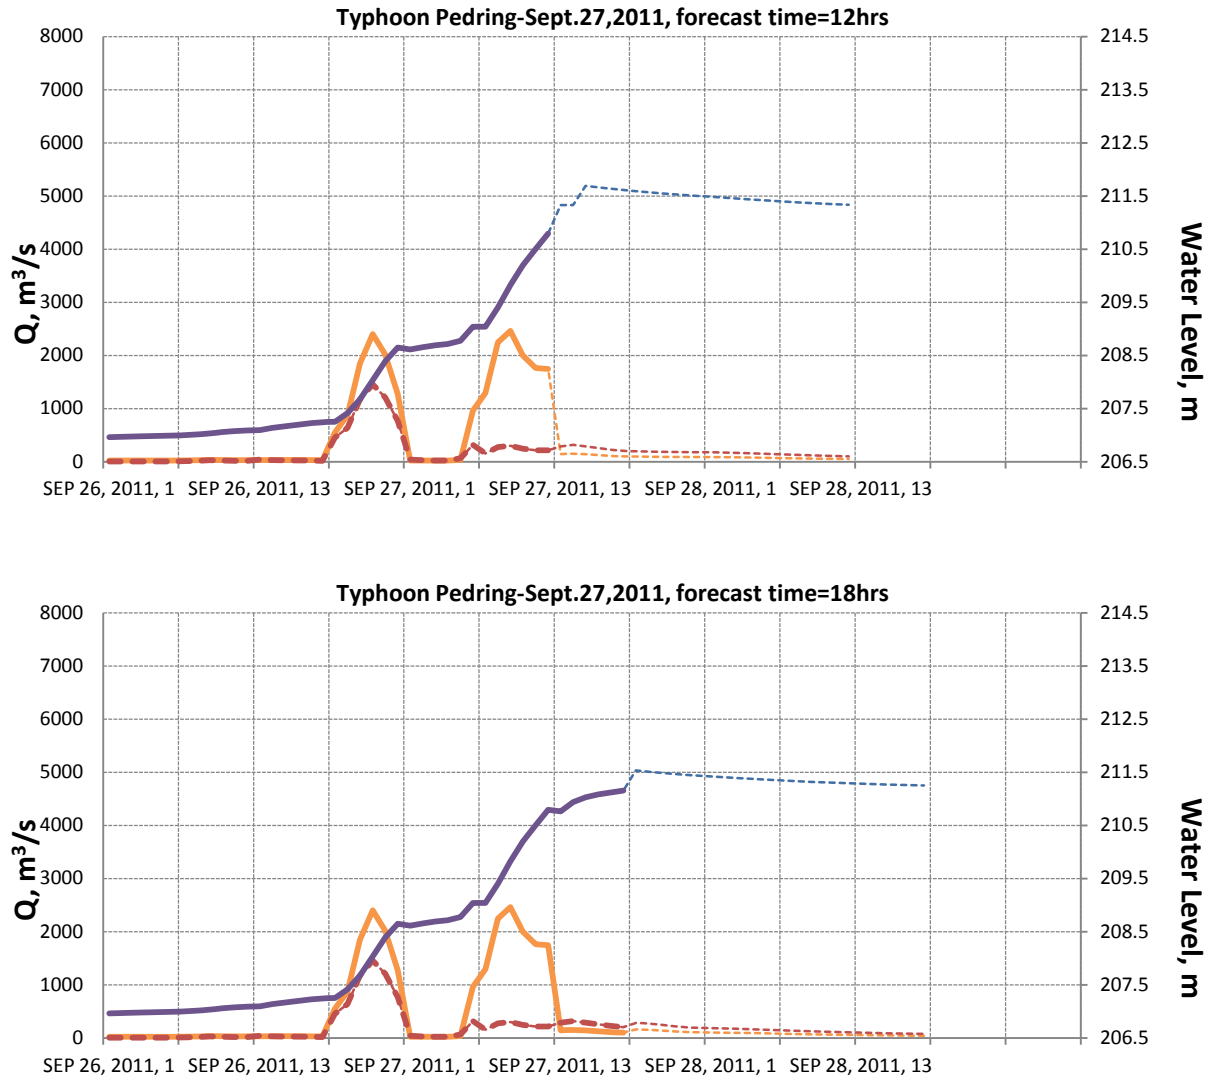 Typhoon Pedring-Sept.27,2011, forecast time=12hrs
8000 214.5
7000 213.5
6000 212.5
5000 211.5
4000 210.5
3000 209.5
2000 208.5
1000 207.5
0 206.5
Q, m³/s
Water Level, m
SEP 26, 2011, 1 SEP 26, 2011, 13 SEP 27, 2011, 1 SEP 27, 2011, 13 SEP 28, 2011, 1 SEP 28, 2011, 13
Typhoon Pedring-Sept.27,2011, forecast time=18hrs
8000 214.5
7000 213.5
6000 212.5
5000 211.5
4000 210.5
3000 209.5
2000 208.5
1000 207.5
0 206.5
Q, m³/s
Water Level, m
SEP 26, 2011, 1 SEP 26, 2011, 13 SEP 27, 2011, 1 SEP 27, 2011, 13 SEP 28, 2011, 1 SEP 28, 2011, 13